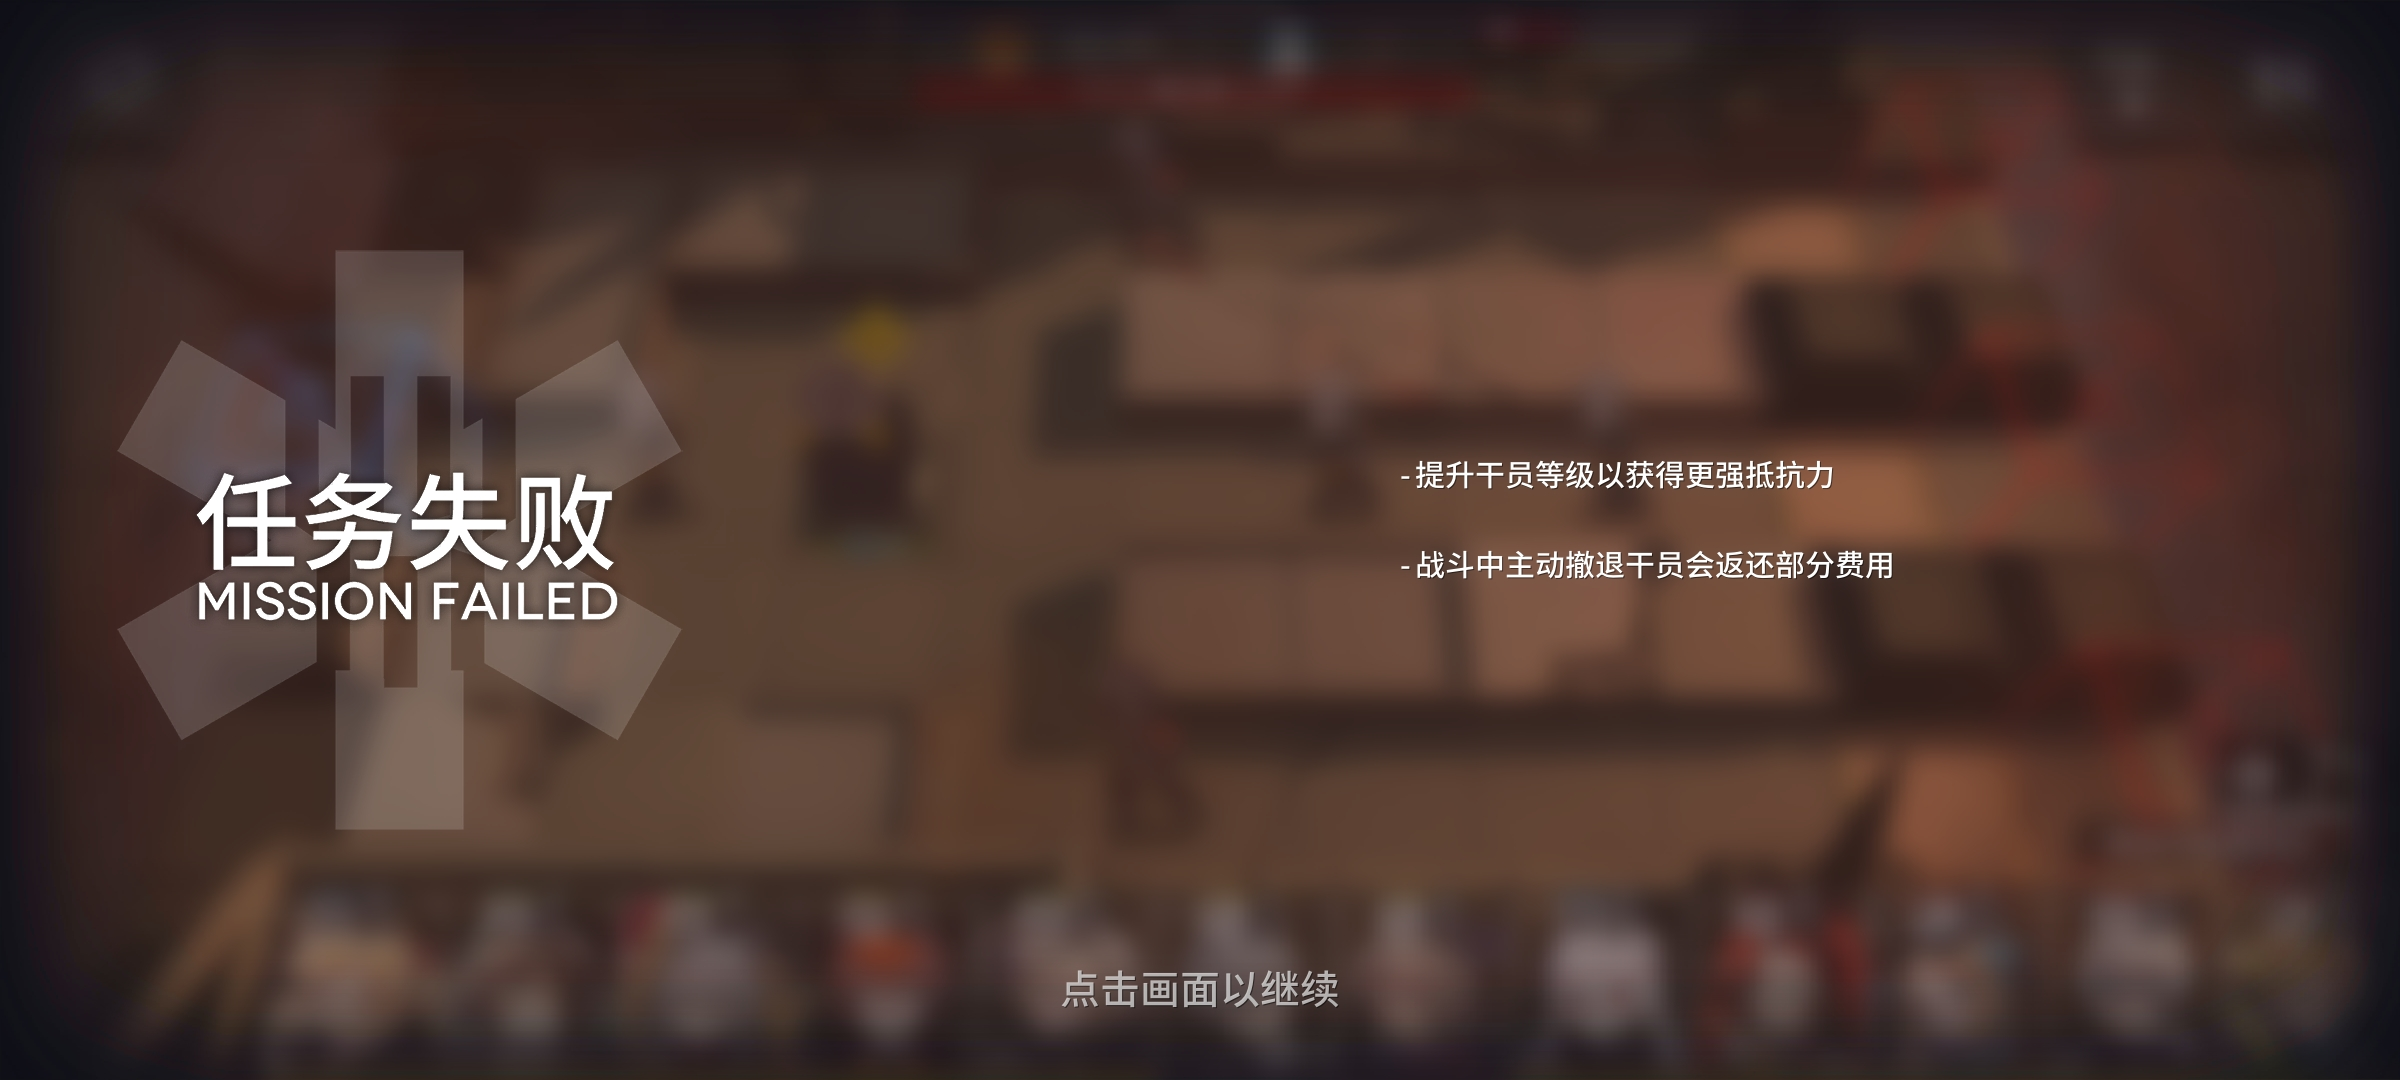 任务失败
MISSION FAILED
-提升干员等级以获得更强抵抗力
-战斗中主动撤退干员会返还部分费用
点击画面以继续